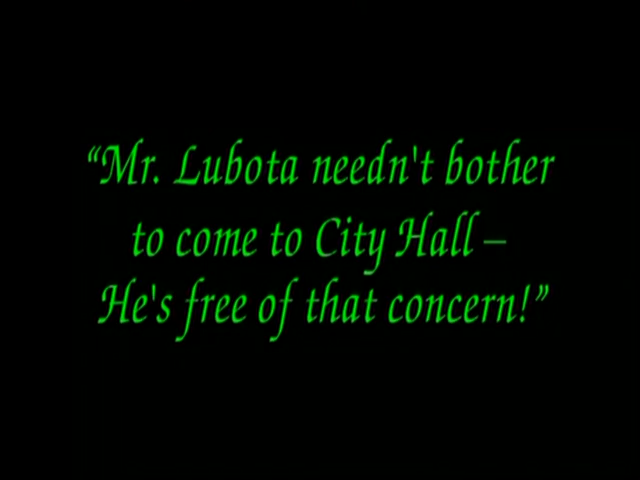 “Mr. Lubota needn't bother
to come to City Hall –
He's free of that concern!”